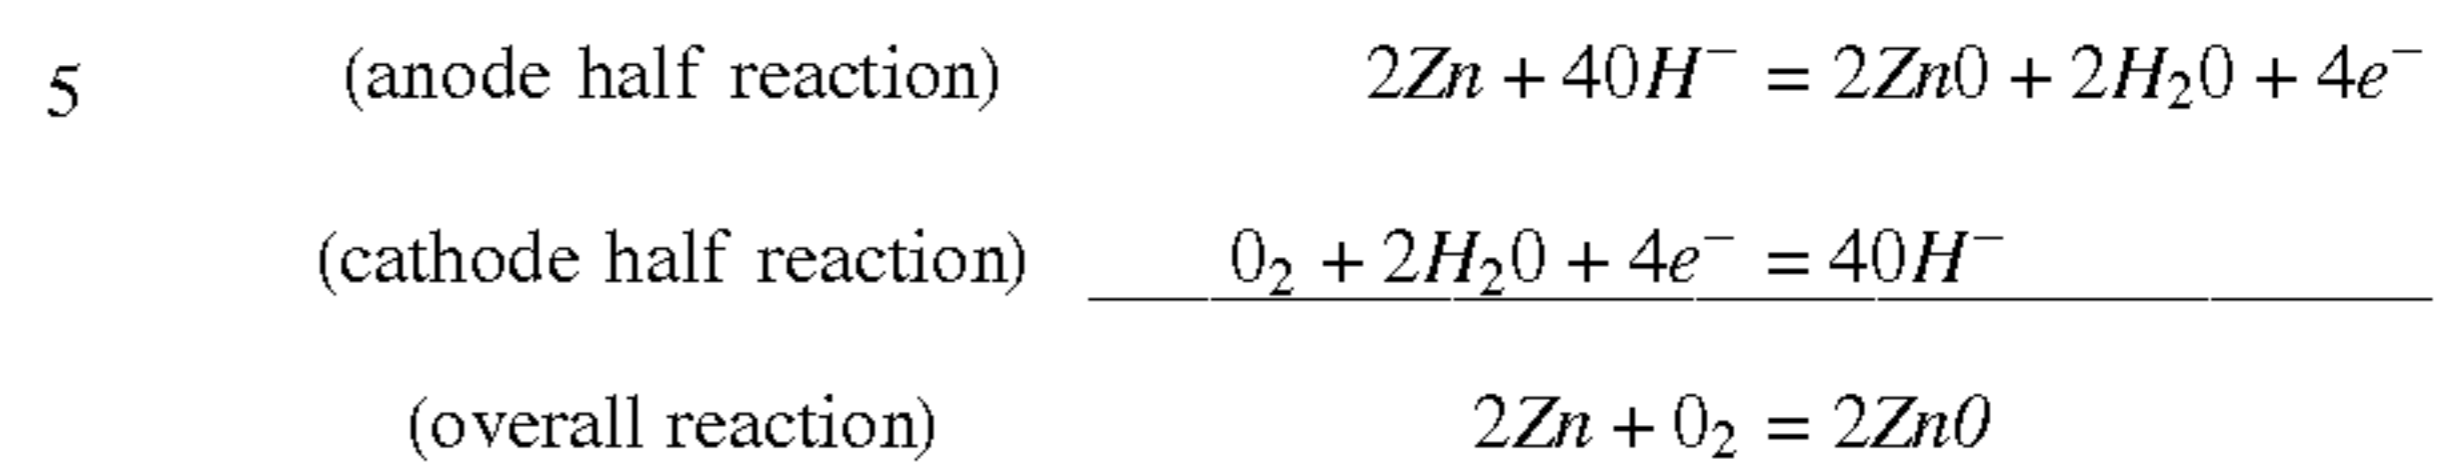 5 (anode half reaction) 2Zn + 40H⁻ = 2Zn0 + 2H₂0 + 4e⁻
(cathode half reaction) 0₂ + 2H₂0 + 4e⁻ = 40H⁻
(overall reaction) 2Zn + 0₂ = 2Zn0